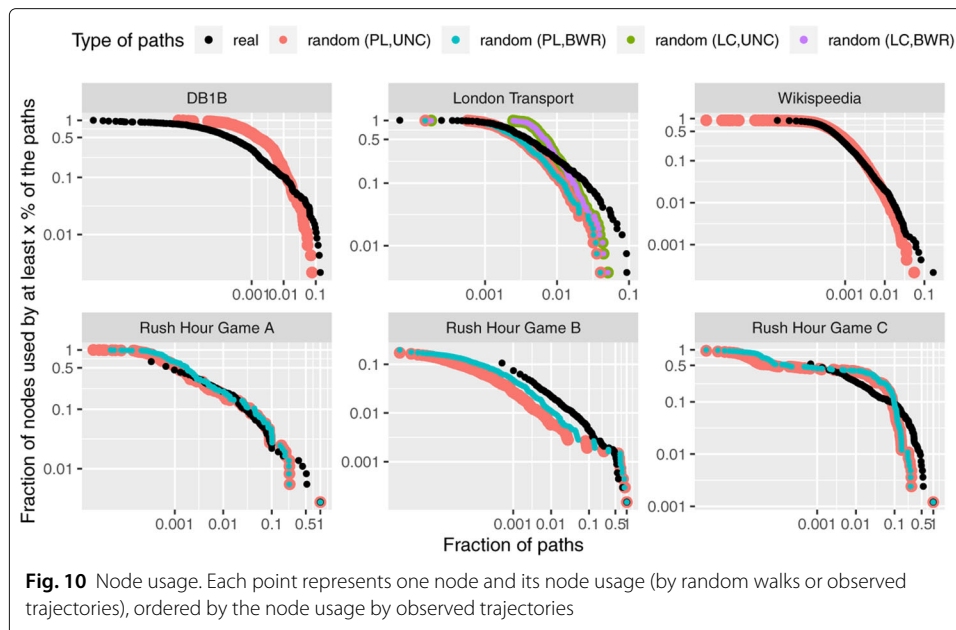 Type of paths real random (PL,UNC) random (PL,BWR) random (LC,UNC) random (LC,BWR)
DB1B
London Transport
Wikispeedia
1
0.5
0.1
0.01
0.001 0.01 0.1
1
0.5
0.1
0.01
0.001 0.01 0.1
1
0.5
0.1
0.01
0.001
0.001 0.01 0.1
Rush Hour Game A
Rush Hour Game B
Rush Hour Game C
1
0.5
0.1
0.01
0.001 0.01 0.1 0.51
0.1
0.01
0.001
0.001 0.01 0.1 0.51
1
0.5
0.1
0.01
0.001
0.001 0.01 0.1 0.51
Fraction of nodes used by at least x % of the paths
Fraction of paths
Fig. 10 Node usage. Each point represents one node and its node usage (by random walks or observed
trajectories), ordered by the node usage by observed trajectories